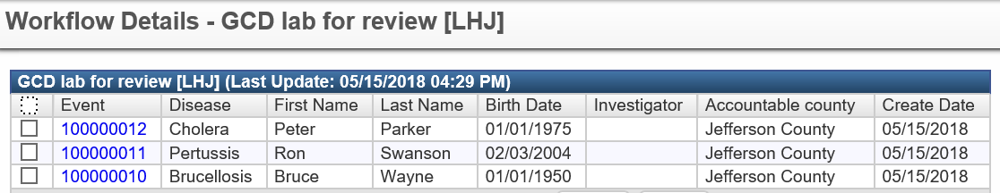 Workflow Details - GCD lab for review [LHJ]
GCD lab for review [LHJ] (Last Update: 05/15/2018 04:29 PM)
Event Disease First Name Last Name Birth Date Investigator Accountable county Create Date
100000012 Cholera Peter Parker 01/01/1975 Jefferson County 05/15/2018
100000011 Pertussis Ron Swanson 02/03/2004 Jefferson County 05/15/2018
100000010 Brucellosis Bruce Wayne 01/01/1950 Jefferson County 05/15/2018